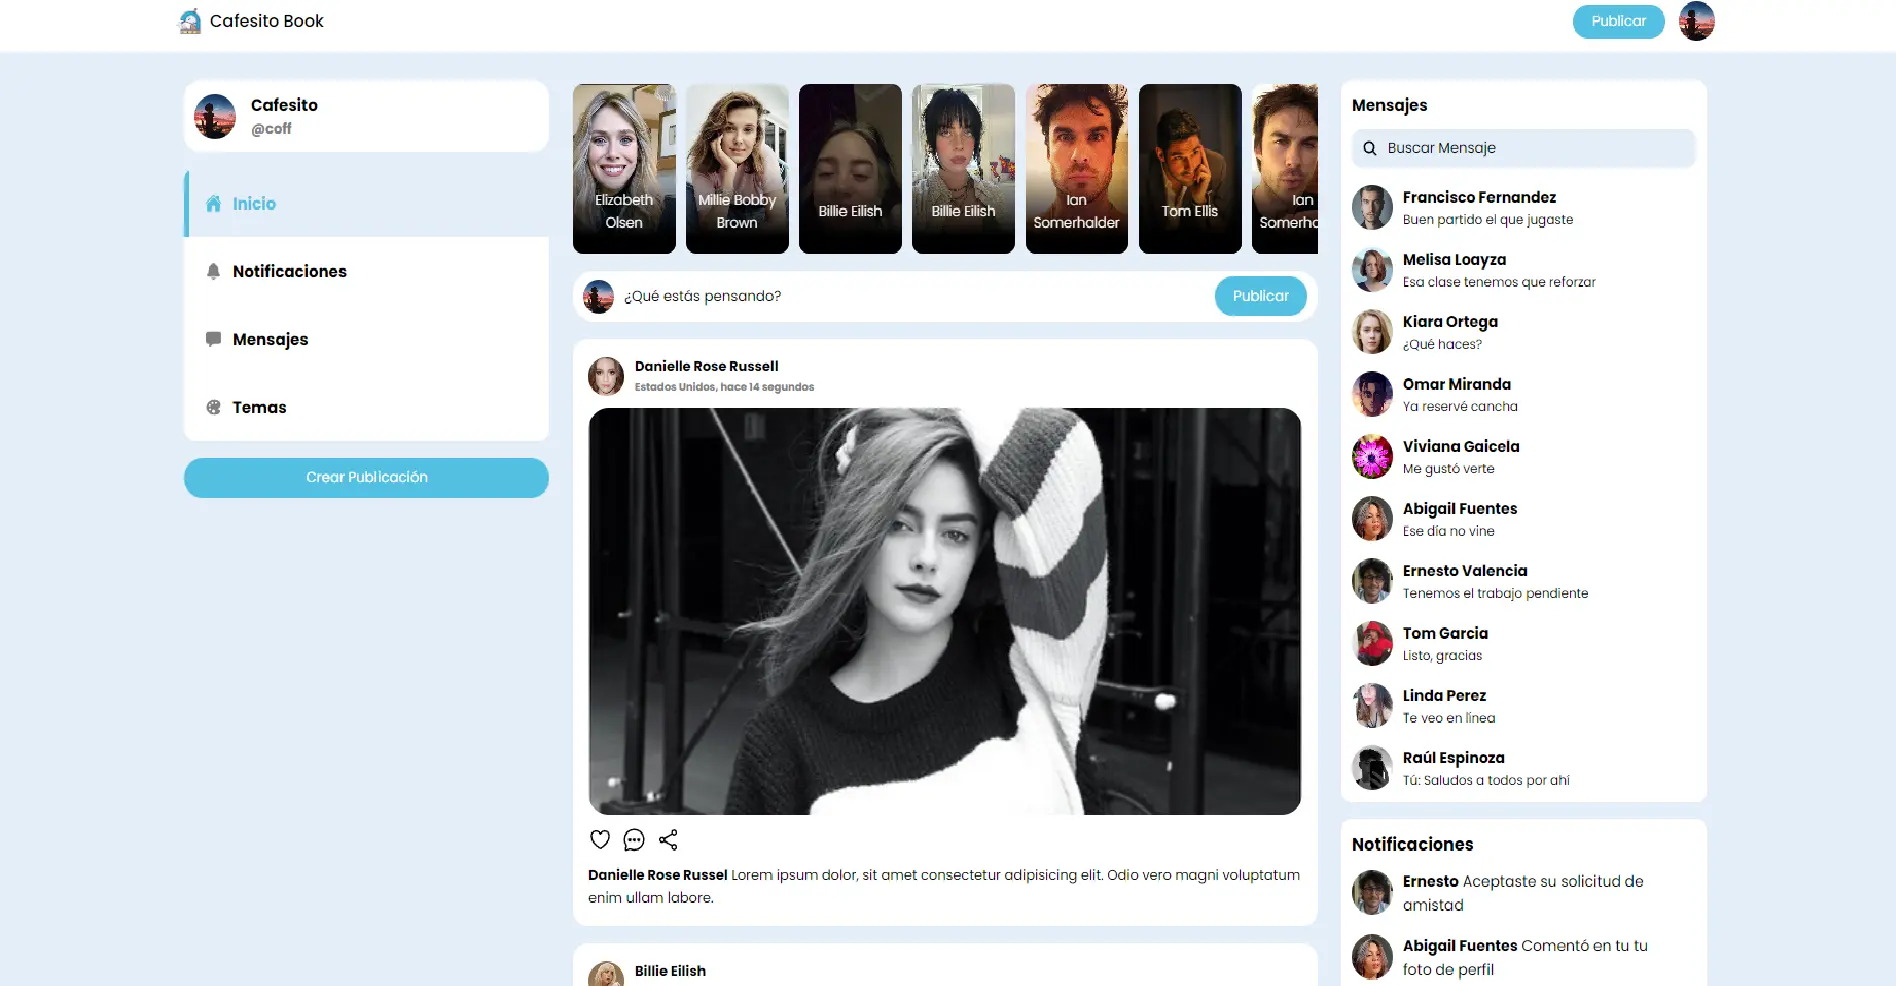 Cafesito Book
Publicar
Cafesito
@coff
Inicio
Notificaciones
Mensajes
Temas
Crear Publicación
Elizabeth
Olsen
Millie Bobby
Brown
Billie Eilish
Billie Eilish
Ian
Somerhalder
Tom Ellis
Ian
Somerha
¿Qué estás pensando?
Publicar
Danielle Rose Russell
Estados Unidos, hace 14 segundos
Danielle Rose Russel Lorem ipsum dolor, sit amet consectetur adipisicing elit. Odio vero magni voluptatum
enim ullam labore.
Billie Eilish
Mensajes
Buscar Mensaje
Francisco Fernandez
Buen partido el que jugaste
Melisa Loayza
Esa clase tenemos que reforzar
Kiara Ortega
¿Qué haces?
Omar Miranda
Ya reservé cancha
Viviana Gaicela
Me gustó verte
Abigail Fuentes
Ese día no vine
Ernesto Valencia
Tenemos el trabajo pendiente
Tom Garcia
Listo, gracias
Linda Perez
Te veo en línea
Raúl Espinoza
Tú: Saludos a todos por ahí
Notificaciones
Ernesto Aceptaste su solicitud de
amistad
Abigail Fuentes Comentó en tu tu
foto de perfil